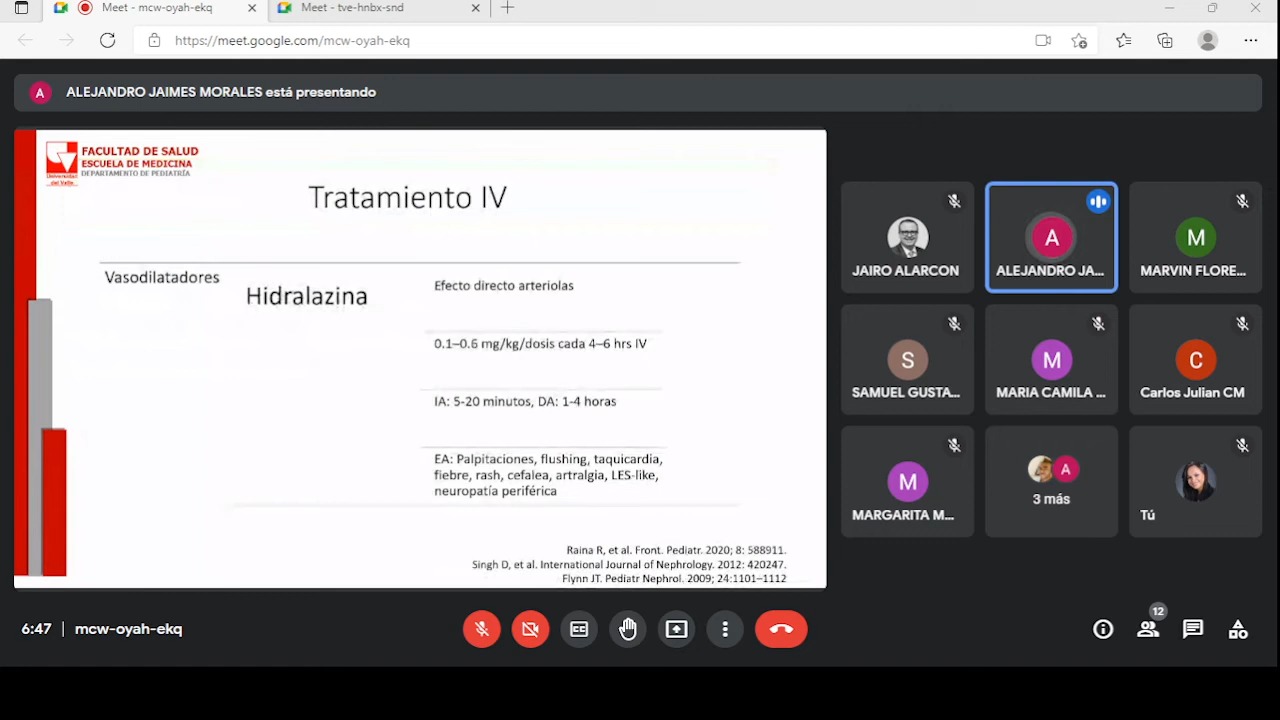 Meet - mcw-oyah-ekq
Meet - tve-hnbx-snd
https://meet.google.com/mcw-oyah-ekq
A
ALEJANDRO JAIMES MORALES está presentando
FACULTAD DE SALUD
ESCUELA DE MEDICINA
DEPARTAMENTO DE PEDIATRÍA
Universidad
del Valle
Tratamiento IV
Vasodilatadores
Hidralazina
Efecto directo arteriolas
0.1–0.6 mg/kg/dosis cada 4–6 hrs IV
IA: 5-20 minutos, DA: 1-4 horas
EA: Palpitaciones, flushing, taquicardia,
fiebre, rash, cefalea, artralgia, LES-like,
neuropatía periférica
Raina R, et al. Front. Pediatr. 2020; 8: 588911.
Singh D, et al. International Journal of Nephrology. 2012: 420247.
Flynn JT. Pediatr Nephrol. 2009; 24:1101–1112
JAIRO ALARCON
A
ALEJANDRO JA...
M
MARVIN FLORE...
S
SAMUEL GUSTA...
M
MARIA CAMILA ...
C
Carlos Julian CM
M
MARGARITA M...
A
3 más
Tú
6:47
mcw-oyah-ekq
CC
12